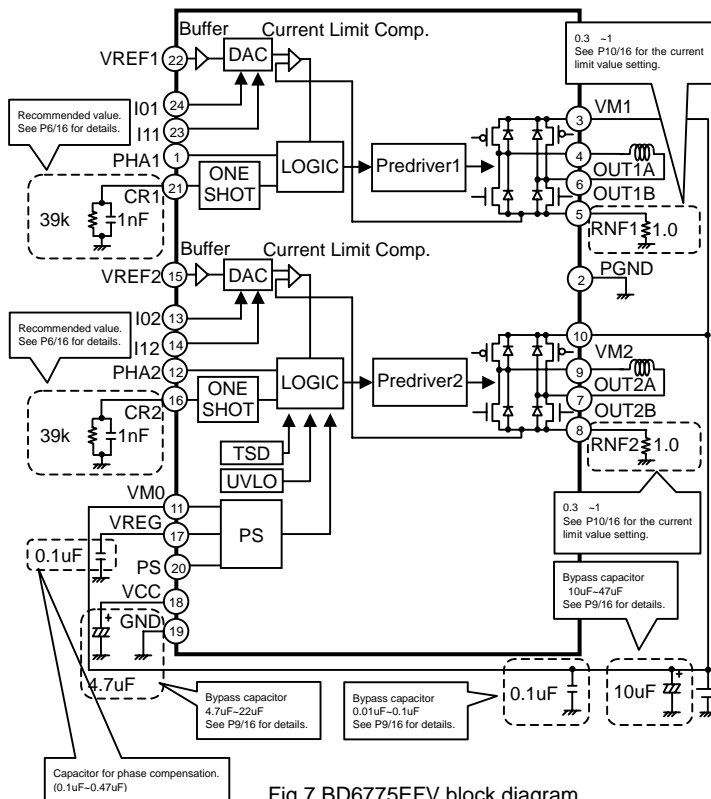 Buffer Current Limit Comp.
0.3 ~1
See P10/16 for the current
limit value setting.
VREF1 22 DAC
I01 24
I11 23
Recommended value.
See P6/16 for details.
PHA1 1
LOGIC
Predriver1
3 VM1
4
OUT1A
6
OUT1B
5
RNF1
1.0
21
CR1
ONE
SHOT
39k
1nF
Buffer Current Limit Comp.
VREF2 15 DAC
2 PGND
I02 13
I12 14
Recommended value.
See P6/16 for details.
PHA2 12
LOGIC
Predriver2
10
VM2
9
OUT2A
7
OUT2B
8
RNF2
1.0
16
CR2
ONE
SHOT
39k
1nF
TSD
UVLO
VM0
11
VREG
17
PS
0.1uF
PS 20
VCC
18
+
GND
19
4.7uF
0.3 ~1
See P10/16 for the current
limit value setting.
Bypass capacitor
10uF~47uF
See P9/16 for details.
Bypass capacitor
4.7uF~22uF
See P9/16 for details.
Bypass capacitor
0.01uF~0.1uF
See P9/16 for details.
0.1uF
10uF
+
Capacitor for phase compensation.
(0.1uF~0.47uF)
Fig.7 BD6775EFV block diagram